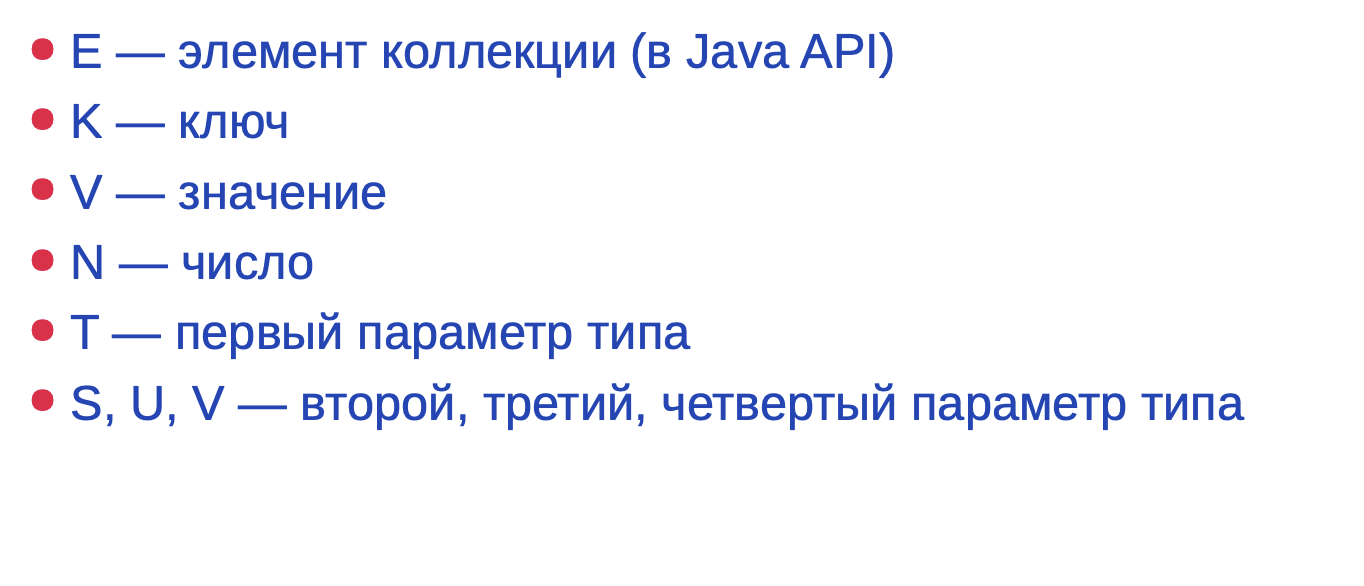 E — элемент коллекции (в Java API)
K — ключ
V — значение
N — число
T — первый параметр типа
S, U, V — второй, третий, четвертый параметр типа